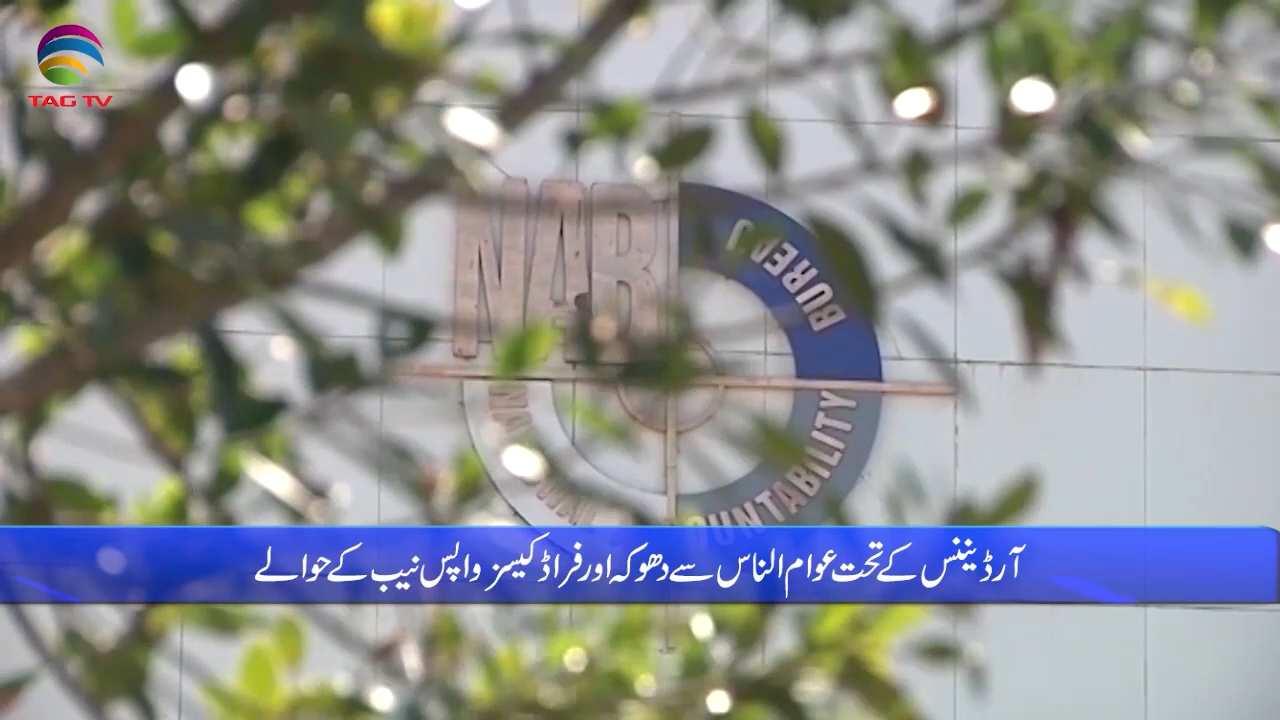 TAG TV
NAB
BUREAU
ACCOUNTABILITY
آرڈیننس کے تحت عوام الناس سے دھوکہ اور فراڈ کیسز واپس نیب کے حوالے